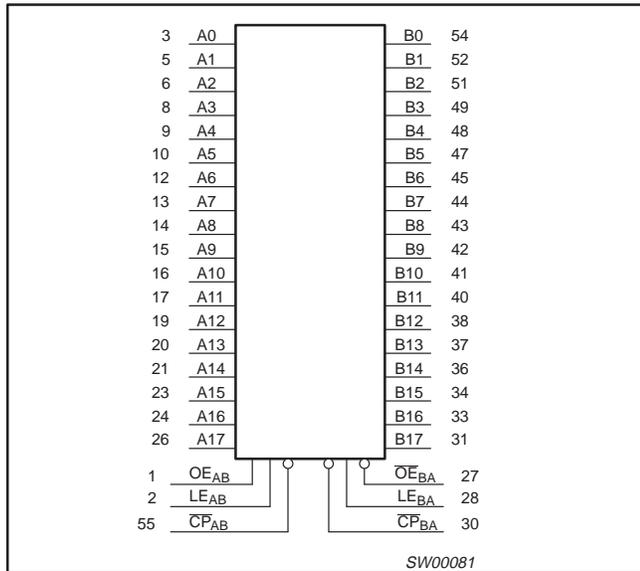 3 A0 B0 54
5 A1 B1 52
6 A2 B2 51
8 A3 B3 49
9 A4 B4 48
10 A5 B5 47
12 A6 B6 45
13 A7 B7 44
14 A8 B8 43
15 A9 B9 42
16 A10 B10 41
17 A11 B11 40
19 A12 B12 38
20 A13 B13 37
21 A14 B14 36
23 A15 B15 34
24 A16 B16 33
26 A17 B17 31
1 OEAB O̅E̅BA 27
2 LEAB LEBA 28
55 C̅P̅AB C̅P̅BA 30
SW00081